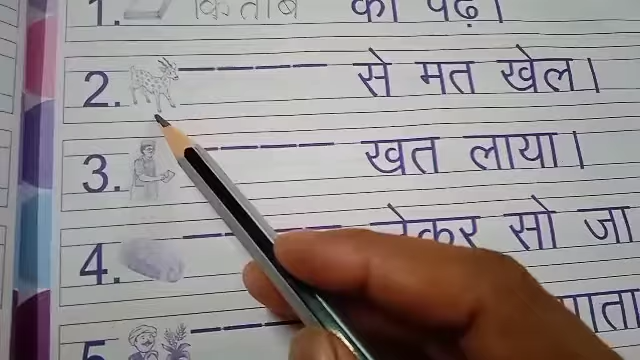 1. किताब को पढ़।
2. से मत खेल।
3. खत लाया।
4. लेकर सो जा
5.